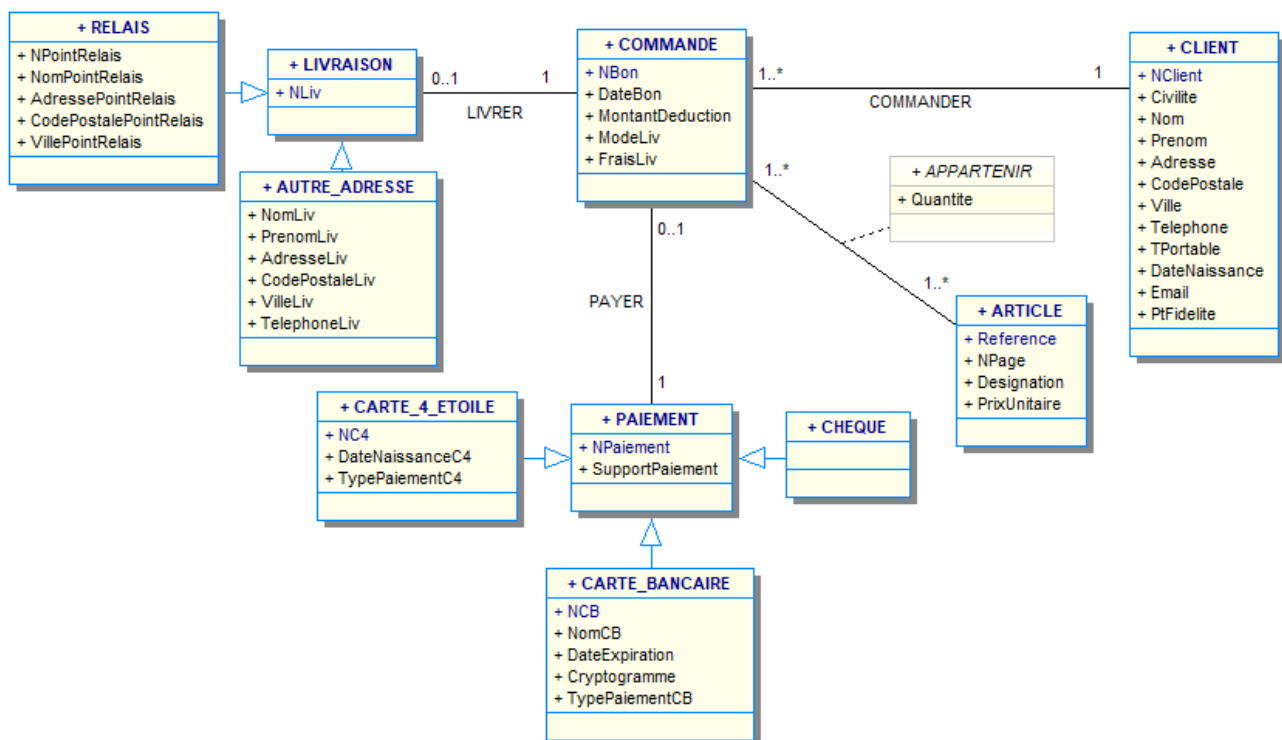 + RELAIS
+ NPointRelais
+ NomPointRelais
+ AdressePointRelais
+ CodePostalePointRelais
+ VillePointRelais
+ LIVRAISON
+ NLiv
0..1
1
LIVRER
+ COMMANDE
+ NBon
+ DateBon
+ MontantDeduction
+ ModeLiv
+ FraisLiv
1..*
1
COMMANDER
+ CLIENT
+ NClient
+ Civilite
+ Nom
+ Prenom
+ Adresse
+ CodePostale
+ Ville
+ Telephone
+ TPortable
+ DateNaissance
+ Email
+ PtFidelite
+ AUTRE_ADRESSE
+ NomLiv
+ PrenomLiv
+ AdresseLiv
+ CodePostaleLiv
+ VilleLiv
+ TelephoneLiv
1..*
+ APPARTENIR
+ Quantite
1..*
+ ARTICLE
+ Reference
+ NPage
+ Designation
+ PrixUnitaire
0..1
PAYER
1
+ CARTE_4_ETOILE
+ NC4
+ DateNaissanceC4
+ TypePaiementC4
+ PAIEMENT
+ NPaiement
+ SupportPaiement
+ CHEQUE
+ CARTE_BANCAIRE
+ NCB
+ NomCB
+ DateExpiration
+ Cryptogramme
+ TypePaiementCB